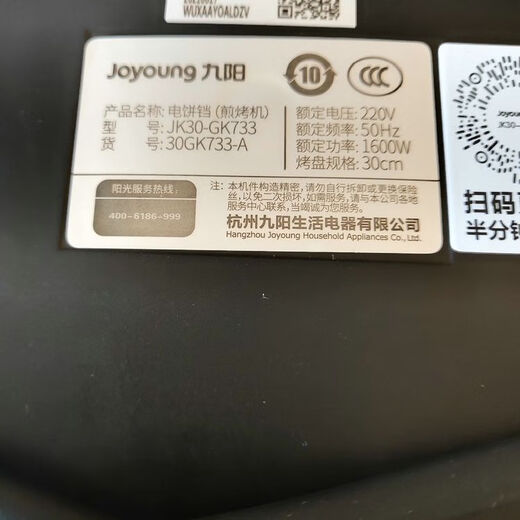 WUXAAYOALDZV
Joyoung 九阳
10
CCC
产品名称: 电饼铛 (煎烤机)
型 号: JK30-GK733
货 号: 30GK733-A
额定电压: 220V
额定频率: 50Hz
额定功率: 1600W
烤盘规格: 30cm
阳光服务热线:
400-6186-999
注: 本机件构造精密, 请勿自行拆卸或更换保险
丝, 以免二次损坏, 如需服务, 请与本公司各地
服务中心联系, 当竭诚为您服务。
杭州九阳生活电器有限公司
Hangzhou Joyoung Household Appliances Co., Ltd.
JK30-
扫码
半分钟